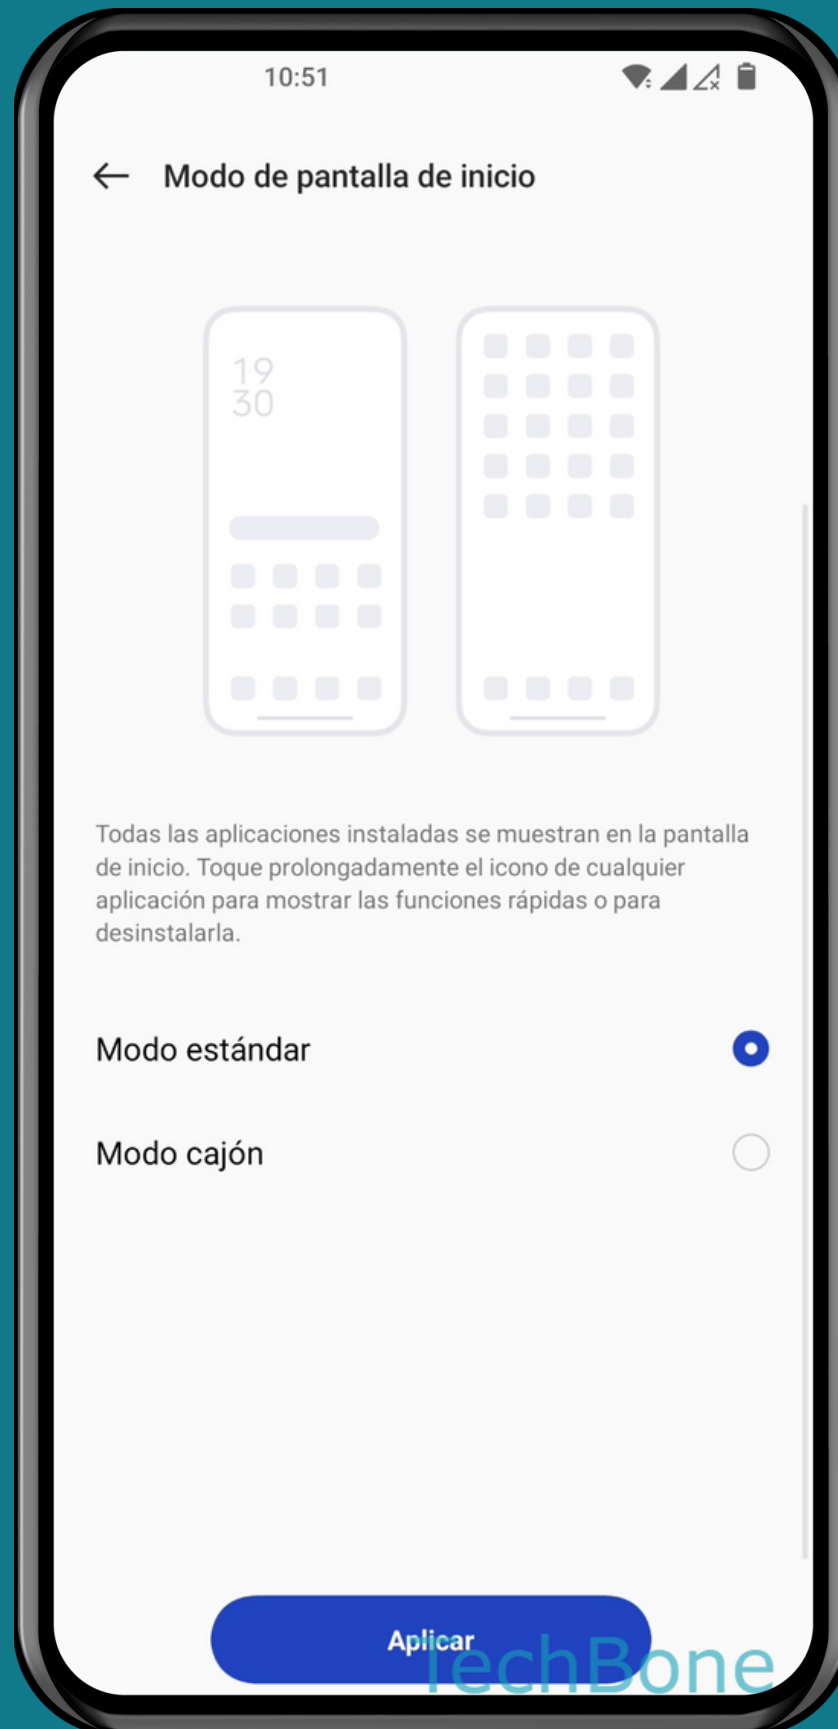 10:51
Modo de pantalla de inicio
19
30
Todas las aplicaciones instaladas se muestran en la pantalla
de inicio. Toque prolongadamente el icono de cualquier
aplicación para mostrar las funciones rápidas o para
desinstalarla.
Modo estándar
Modo cajón
Aplicar
TechBone